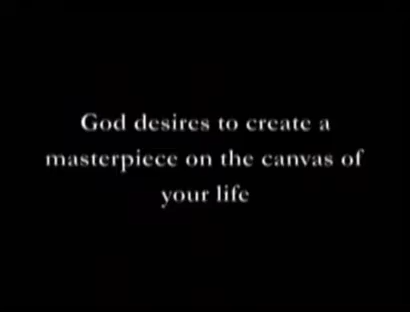 God desires to create a
masterpiece on the canvas of
your life